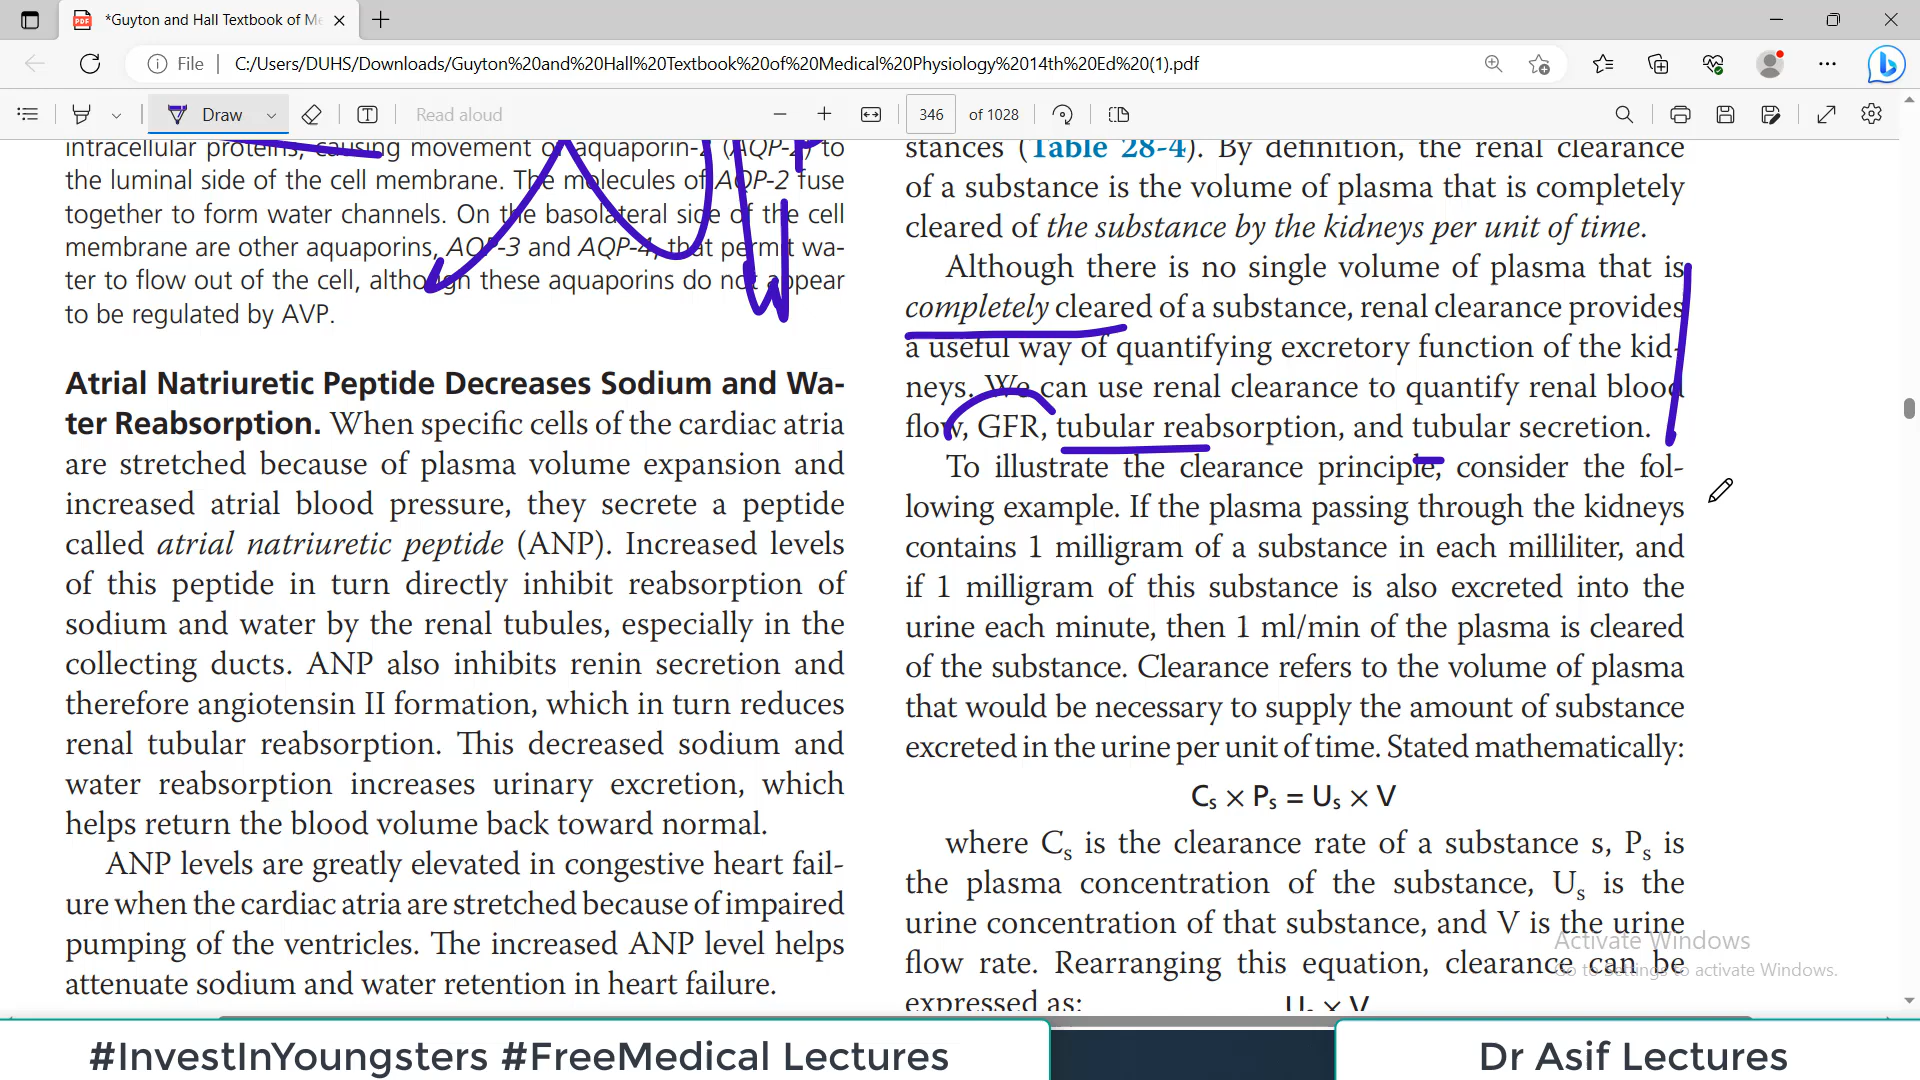 *Guyton and Hall Textbook of Me
File
C:/Users/DUHS/Downloads/Guyton%20and%20Hall%20Textbook%20of%20Medical%20Physiology%2014th%20Ed%20(1).pdf
Draw
Read aloud
346 of 1028
intracellular proteins, causing movement of aquaporin-2 (AQP-2) to
the luminal side of the cell membrane. The molecules of AQP-2 fuse
together to form water channels. On the basolateral side of the cell
membrane are other aquaporins, AQP-3 and AQP-4, that permit wa-
ter to flow out of the cell, although these aquaporins do not appear
to be regulated by AVP.
Atrial Natriuretic Peptide Decreases Sodium and Wa-
ter Reabsorption. When specific cells of the cardiac atria
are stretched because of plasma volume expansion and
increased atrial blood pressure, they secrete a peptide
called atrial natriuretic peptide (ANP). Increased levels
of this peptide in turn directly inhibit reabsorption of
sodium and water by the renal tubules, especially in the
collecting ducts. ANP also inhibits renin secretion and
therefore angiotensin II formation, which in turn reduces
renal tubular reabsorption. This decreased sodium and
water reabsorption increases urinary excretion, which
helps return the blood volume back toward normal.
ANP levels are greatly elevated in congestive heart fail-
ure when the cardiac atria are stretched because of impaired
pumping of the ventricles. The increased ANP level helps
attenuate sodium and water retention in heart failure.
stances (Table 28-4). By definition, the renal clearance
of a substance is the volume of plasma that is completely
cleared of the substance by the kidneys per unit of time.
Although there is no single volume of plasma that is
completely cleared of a substance, renal clearance provides
a useful way of quantifying excretory function of the kid-
neys. We can use renal clearance to quantify renal blood
flow, GFR, tubular reabsorption, and tubular secretion.
To illustrate the clearance principle, consider the fol-
lowing example. If the plasma passing through the kidneys
contains 1 milligram of a substance in each milliliter, and
if 1 milligram of this substance is also excreted into the
urine each minute, then 1 ml/min of the plasma is cleared
of the substance. Clearance refers to the volume of plasma
that would be necessary to supply the amount of substance
excreted in the urine per unit of time. Stated mathematically:
Cs × Ps = Us × V
where Cs is the clearance rate of a substance s, Ps is
the plasma concentration of the substance, Us is the
urine concentration of that substance, and V is the urine
flow rate. Rearranging this equation, clearance can be
expressed as:
Us × V
Activate Windows
Go to Settings to activate Windows.
#InvestInYoungsters #FreeMedical Lectures
Dr Asif Lectures